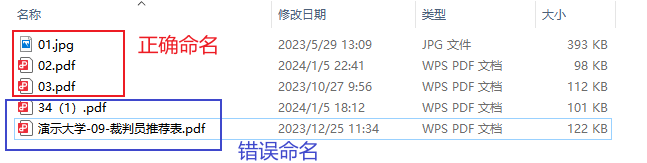 名称 修改日期 类型 大小
01.jpg 2023/5/29 13:09 JPG 文件 393 KB
02.pdf 2024/1/5 22:41 WPS PDF 文档 98 KB
03.pdf 2023/10/27 9:56 WPS PDF 文档 112 KB
34（1）.pdf 2024/1/5 18:12 WPS PDF 文档 101 KB
演示大学-09-裁判员推荐表.pdf 2023/12/25 11:34 WPS PDF 文档 122 KB
正确命名
错误命名